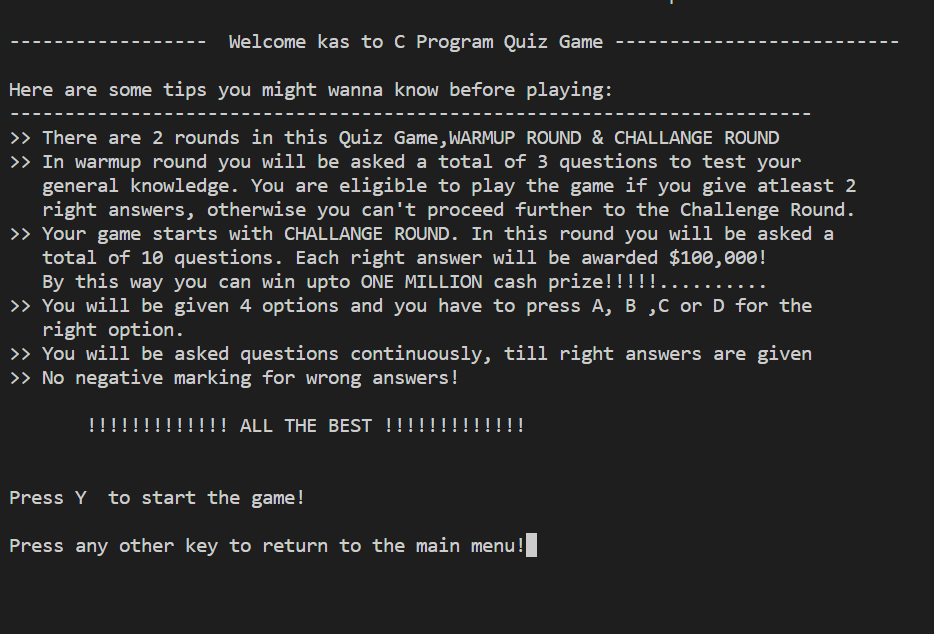 ------------------  Welcome kas to C Program Quiz Game --------------------------
Here are some tips you might wanna know before playing:
-------------------------------------------------------------------------
>> There are 2 rounds in this Quiz Game,WARMUP ROUND & CHALLANGE ROUND
>> In warmup round you will be asked a total of 3 questions to test your
   general knowledge. You are eligible to play the game if you give atleast 2
   right answers, otherwise you can't proceed further to the Challenge Round.
>> Your game starts with CHALLANGE ROUND. In this round you will be asked a
   total of 10 questions. Each right answer will be awarded $100,000!
   By this way you can win upto ONE MILLION cash prize!!!!!..........
>> You will be given 4 options and you have to press A, B ,C or D for the
   right option.
>> You will be asked questions continuously, till right answers are given
>> No negative marking for wrong answers!
       !!!!!!!!!!!!! ALL THE BEST !!!!!!!!!!!!!
Press Y  to start the game!
Press any other key to return to the main menu!